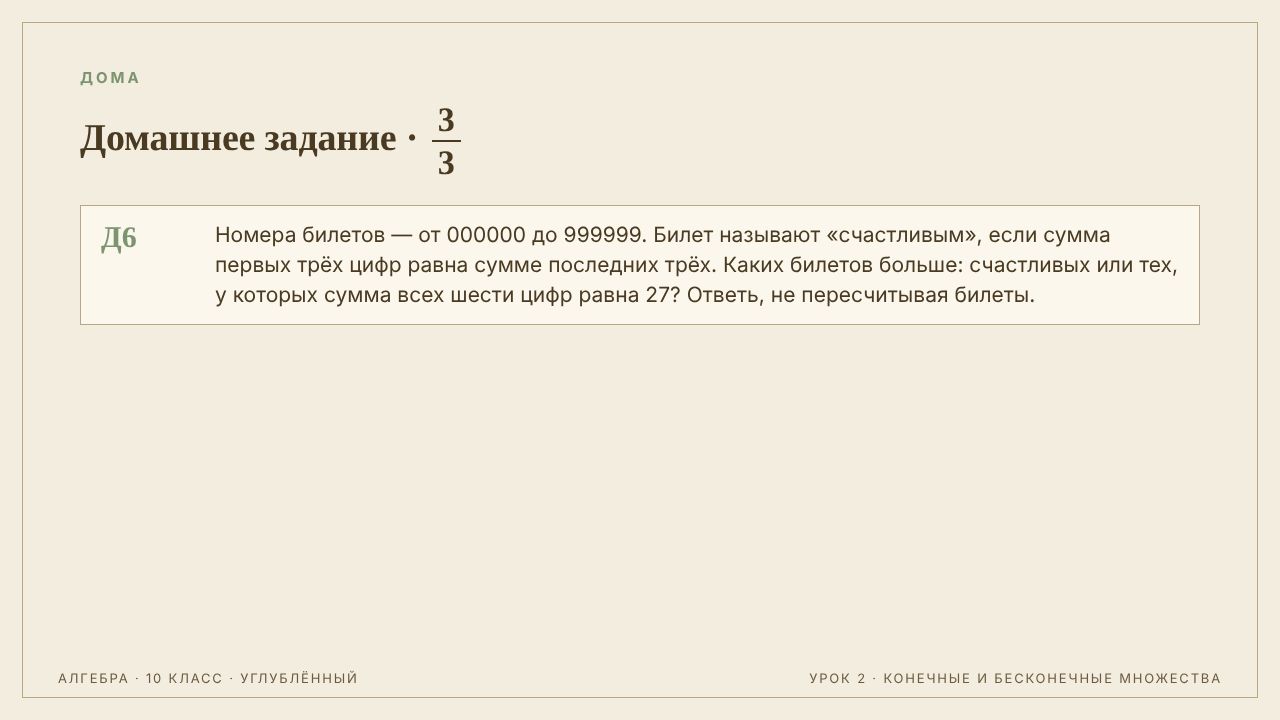 ДОМА
Домашнее задание · 3/3
Д6
Номера билетов — от 000000 до 999999. Билет называют «счастливым», если сумма
первых трёх цифр равна сумме последних трёх. Каких билетов больше: счастливых или тех,
у которых сумма всех шести цифр равна 27? Ответь, не пересчитывая билеты.
АЛГЕБРА · 10 КЛАСС · УГЛУБЛЁННЫЙ
УРОК 2 · КОНЕЧНЫЕ И БЕСКОНЕЧНЫЕ МНОЖЕСТВА